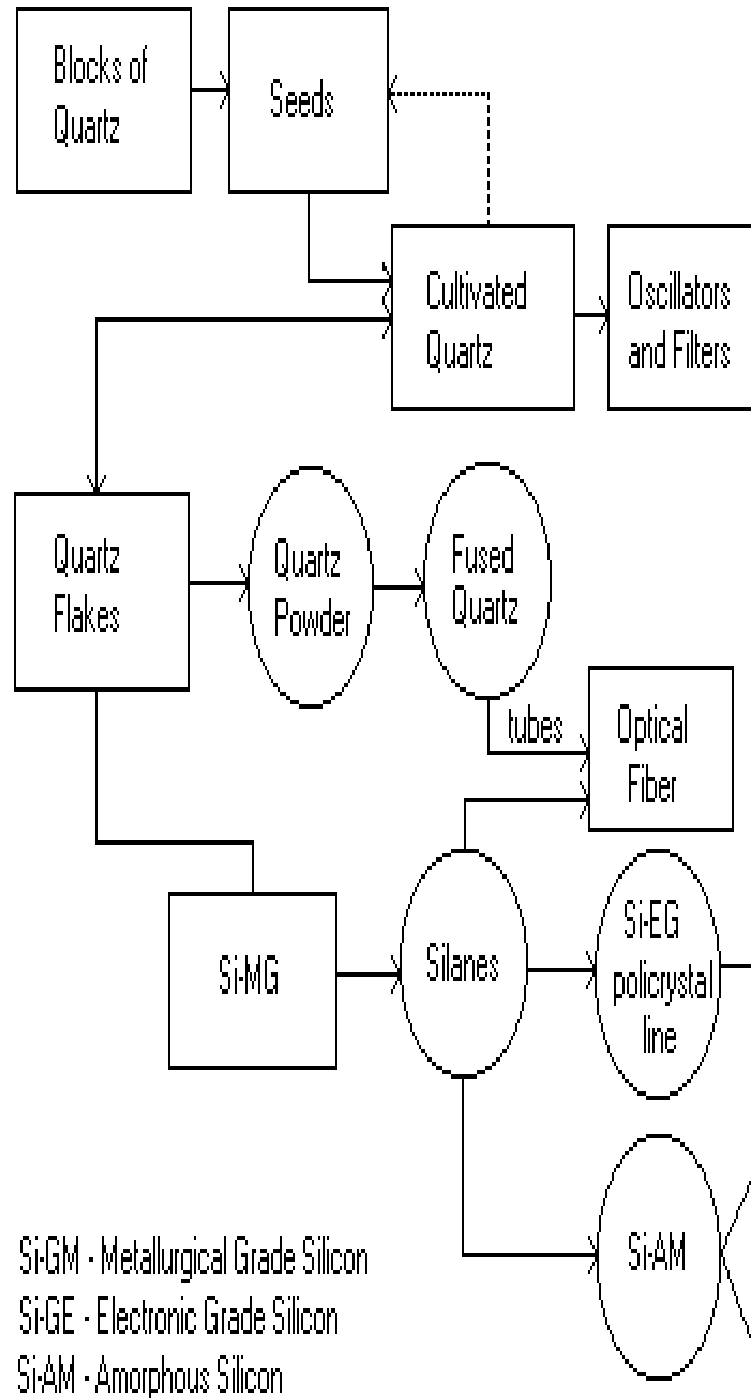 Blocks of
Quartz
Seeds
Cultivated
Quartz
Oscillators
and Filters
Quartz
Flakes
Quartz
Powder
Fused
Quartz
tubes
Optical
Fiber
Si-MG
Silanes
Si-EG
policrystal
line
Si-AM
Si-GM - Metallurgical Grade Silicon
Si-GE - Electronic Grade Silicon
Si-AM - Amorphous Silicon